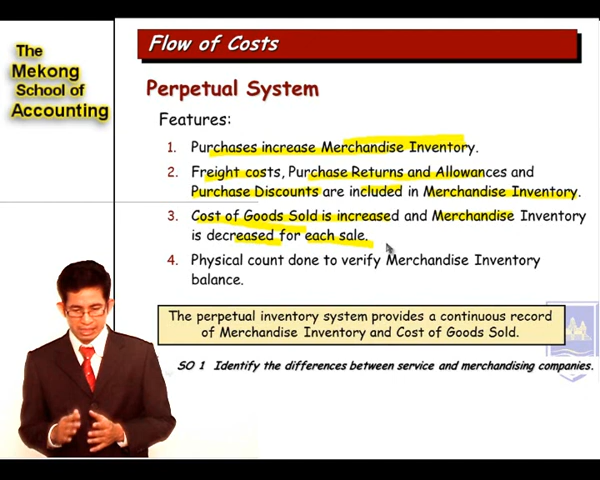 The
Mekong
School of
Accounting
Flow of Costs
Perpetual System
Features:
1. Purchases increase Merchandise Inventory.
2. Freight costs, Purchase Returns and Allowances and
Purchase Discounts are included in Merchandise Inventory.
3. Cost of Goods Sold is increased and Merchandise Inventory
is decreased for each sale.
4. Physical count done to verify Merchandise Inventory
balance.
The perpetual inventory system provides a continuous record
of Merchandise Inventory and Cost of Goods Sold.
SO 1 Identify the differences between service and merchandising companies.